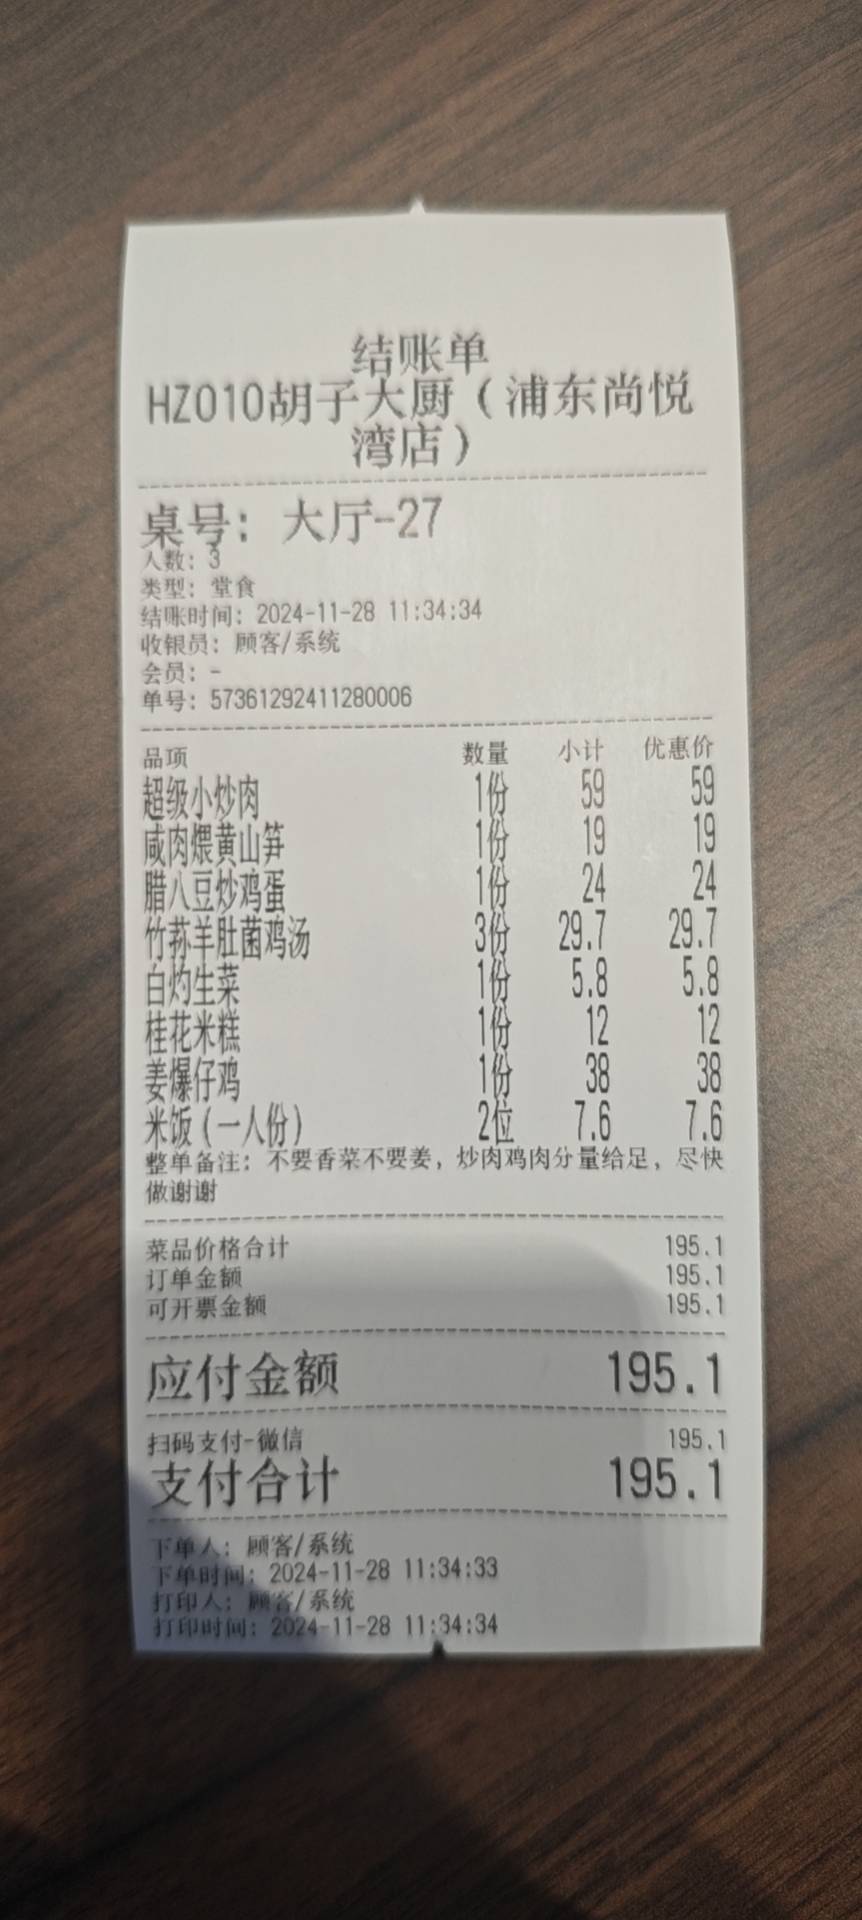 结账单
HZ010胡子大厨（浦东尚悦
湾店）
桌号：大厅-27
人数：3
类型：堂食
结账时间：2024-11-28 11:34:34
收银员：顾客/系统
会员：-
单号：57361292411280006
品项 数量 小计 优惠价
超级小炒肉 1份 59 59
咸肉煨黄山笋 1份 19 19
腊八豆炒鸡蛋 1份 24 24
竹荪羊肚菌鸡汤 3份 29.7 29.7
白灼生菜 1份 5.8 5.8
桂花米糕 1份 12 12
姜爆仔鸡 1份 38 38
米饭（一人份） 2位 7.6 7.6
整单备注：不要香菜不要姜，炒肉鸡肉分量给足，尽快
做谢谢
菜品价格合计 195.1
订单金额 195.1
可开票金额 195.1
应付金额 195.1
扫码支付-微信 195.1
支付合计 195.1
下单人：顾客/系统
下单时间：2024-11-28 11:34:33
打印人：顾客/系统
打印时间：2024-11-28 11:34:34